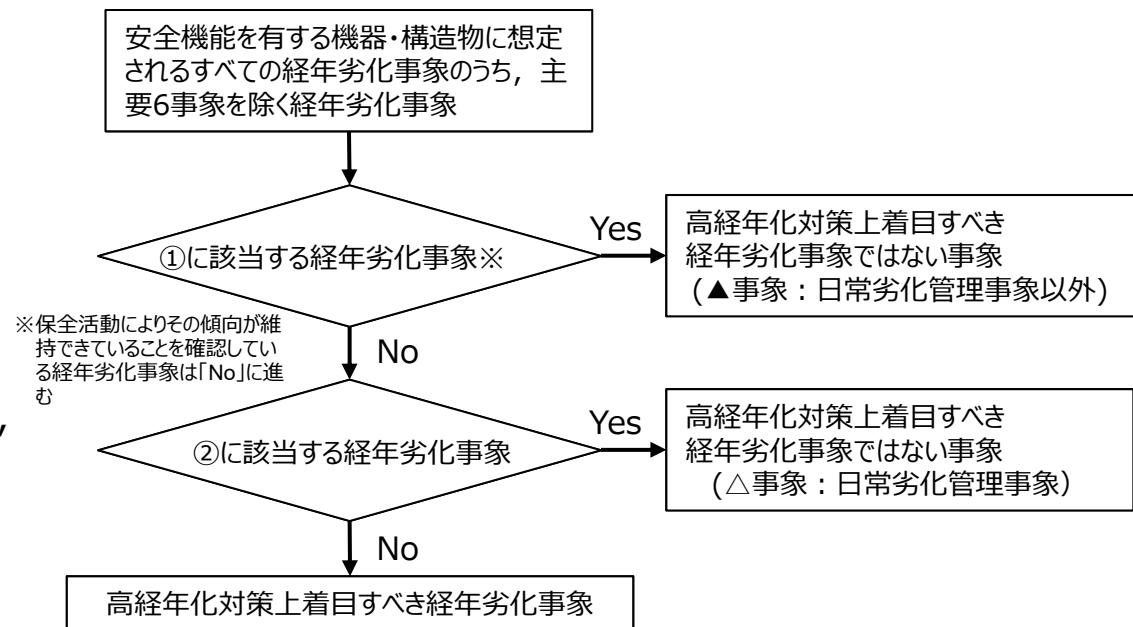 安全機能を有する機器・構造物に想定
されるすべての経年劣化事象のうち，主
要6事象を除く経年劣化事象
①に該当する経年劣化事象※
Yes
高経年化対策上着目すべき
経年劣化事象ではない事象
(▲事象：日常劣化管理事象以外)
※保全活動によりその傾向が維
持できていることを確認してい
る経年劣化事象は「No」に進
む
No
②に該当する経年劣化事象
Yes
高経年化対策上着目すべき
経年劣化事象ではない事象
(△事象：日常劣化管理事象）
No
高経年化対策上着目すべき経年劣化事象